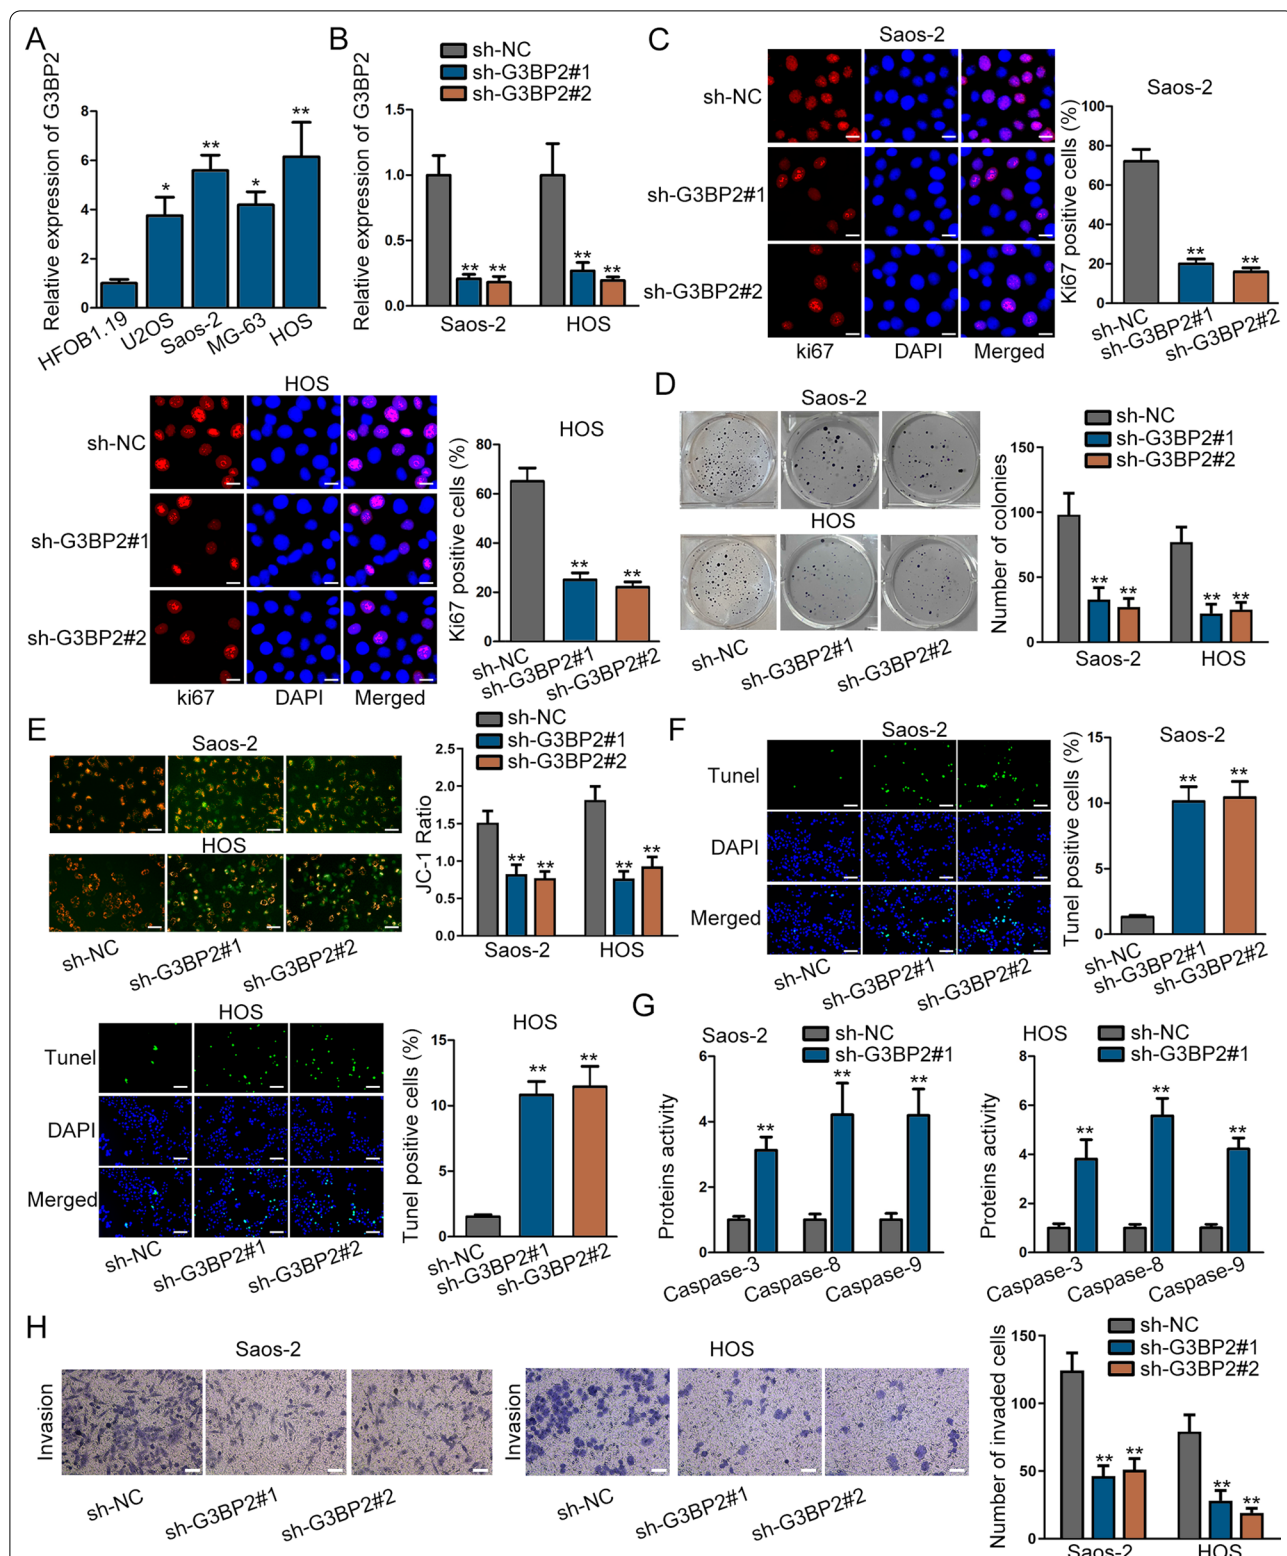 A
Relative expression of G3BP2
8
6
4
2
0
**
**
*
*
HFOB1.19
U2OS
Saos-2
MG-63
HOS
B
sh-NC
sh-G3BP2#1
sh-G3BP2#2
Relative expression of G3BP2
1.5
1.0
0.5
0.0
** **
** **
Saos-2
HOS
C
Saos-2
sh-NC
sh-G3BP2#1
sh-G3BP2#2
ki67
DAPI
Merged
Saos-2
Ki67 positive cells (%)
100
80
60
40
20
0
**
**
sh-NC
sh-G3BP2#1
sh-G3BP2#2
HOS
sh-NC
sh-G3BP2#1
sh-G3BP2#2
ki67
DAPI
Merged
HOS
Ki67 positive cells (%)
80
60
40
20
0
**
**
sh-NC
sh-G3BP2#1
sh-G3BP2#2
D
Saos-2
HOS
sh-NC
sh-G3BP2#1
sh-G3BP2#2
sh-NC
sh-G3BP2#1
sh-G3BP2#2
Number of colonies
150
100
50
0
** **
** **
Saos-2
HOS
E
Saos-2
HOS
sh-NC
sh-G3BP2#1
sh-G3BP2#2
sh-NC
sh-G3BP2#1
sh-G3BP2#2
JC-1 Ratio
2.5
2.0
1.5
1.0
0.5
0.0
** **
** **
Saos-2
HOS
F
Saos-2
Tunel
DAPI
Merged
sh-NC
sh-G3BP2#1
sh-G3BP2#2
Saos-2
Tunel positive cells (%)
15
10
5
0
**
**
sh-NC
sh-G3BP2#1
sh-G3BP2#2
HOS
Tunel
DAPI
Merged
sh-NC
sh-G3BP2#1
sh-G3BP2#2
HOS
Tunel positive cells (%)
15
10
5
0
**
**
sh-NC
sh-G3BP2#1
sh-G3BP2#2
G
Saos-2
sh-NC
sh-G3BP2#1
Proteins activity
6
4
2
0
**
**
**
Caspase-3
Caspase-8
Caspase-9
HOS
sh-NC
sh-G3BP2#1
Proteins activity
8
6
4
2
0
**
**
**
Caspase-3
Caspase-8
Caspase-9
H
Saos-2
Invasion
sh-NC
sh-G3BP2#1
sh-G3BP2#2
HOS
Invasion
sh-NC
sh-G3BP2#1
sh-G3BP2#2
sh-NC
sh-G3BP2#1
sh-G3BP2#2
Number of invaded cells
150
100
50
0
** **
** **
Saos-2
HOS